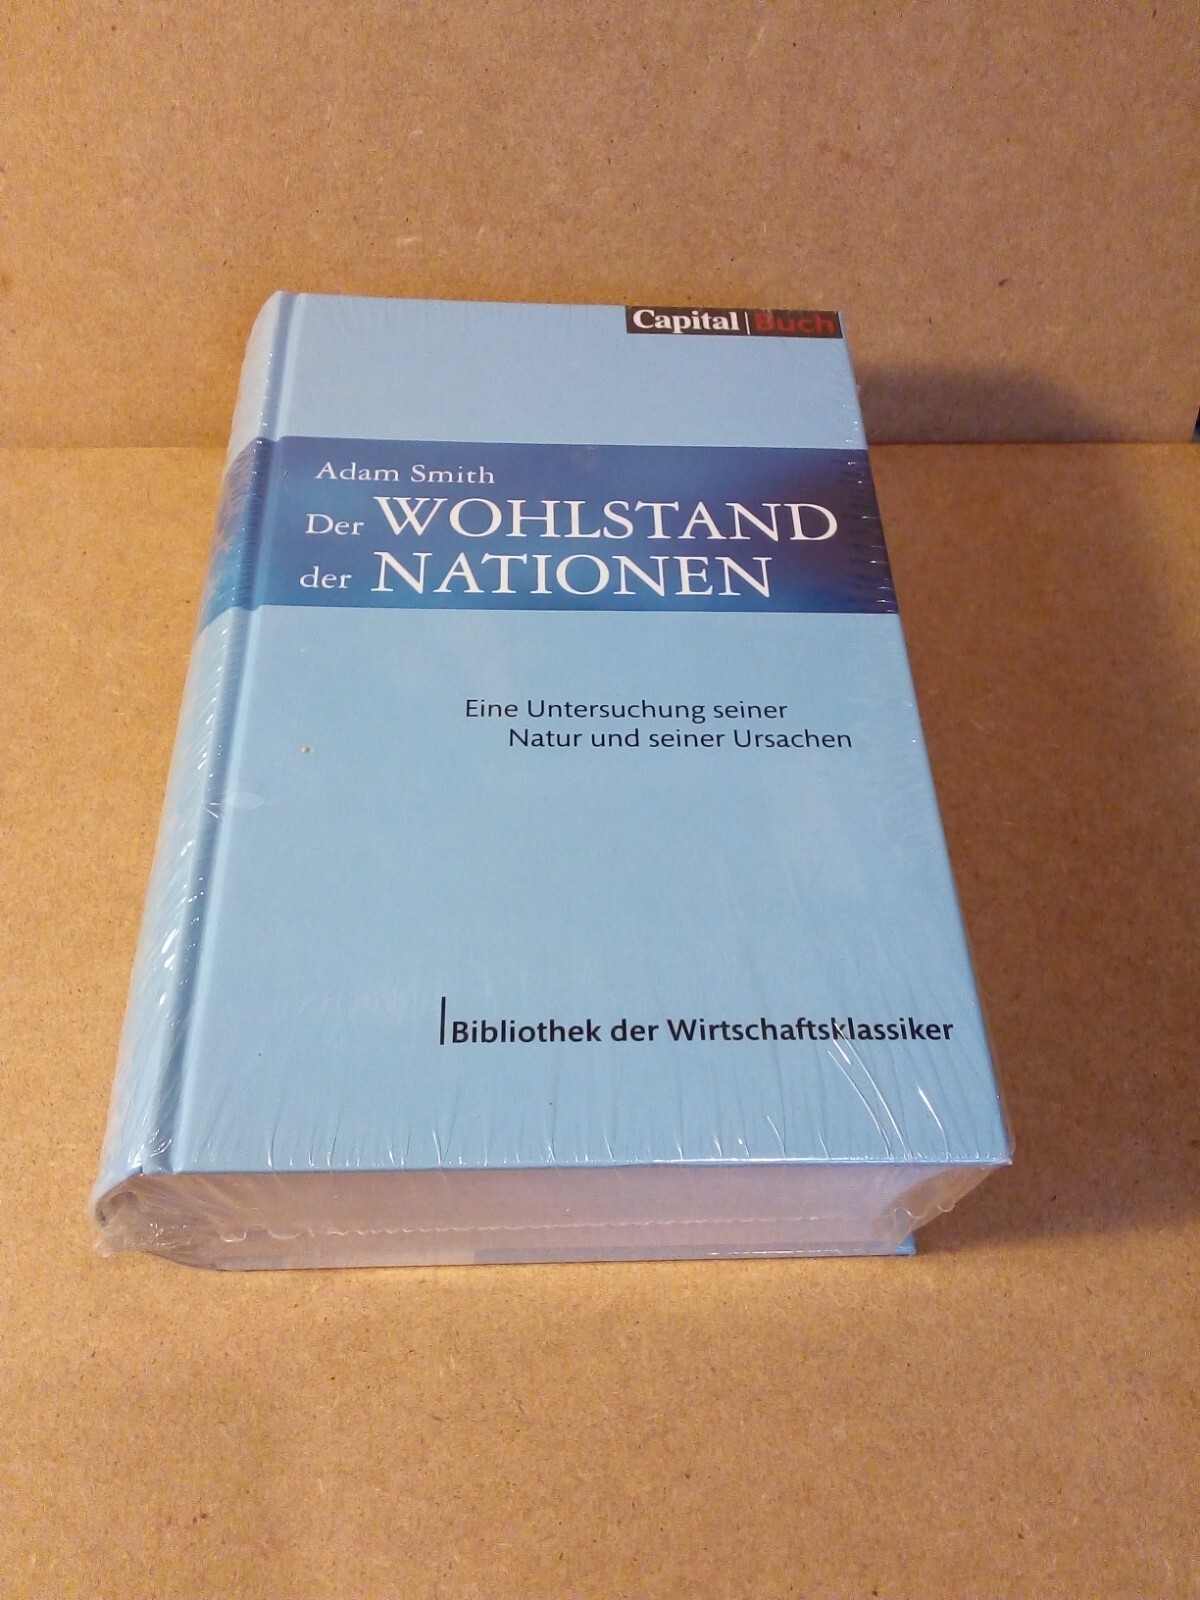 Capital|Buch
Adam Smith
Der WOHLSTAND
der NATIONEN
Eine Untersuchung seiner
Natur und seiner Ursachen
Bibliothek der Wirtschaftsklassiker